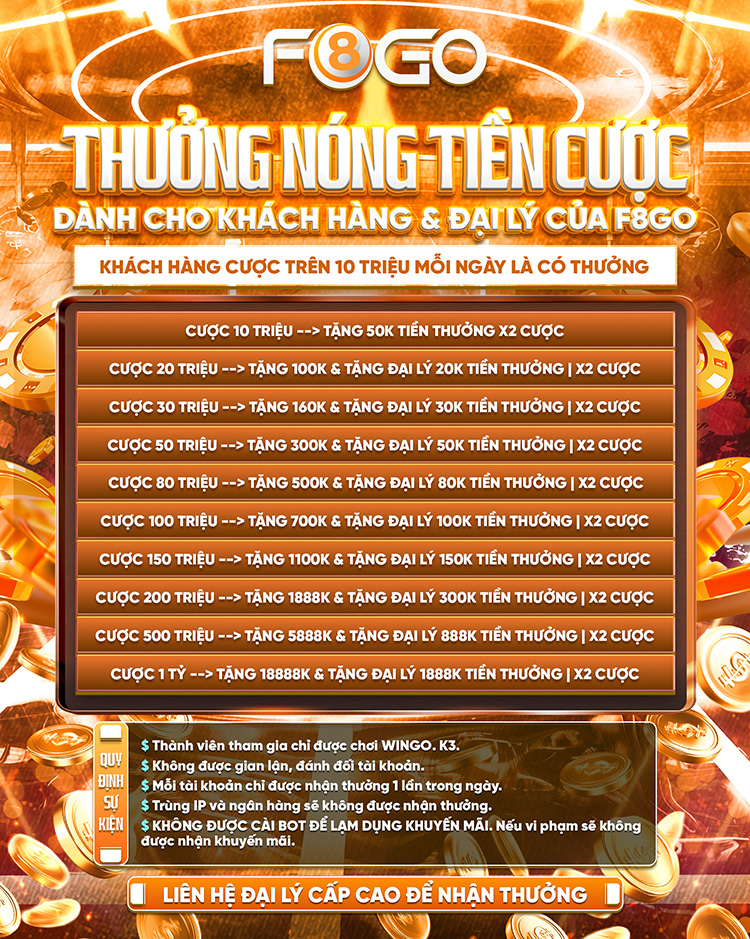 F8GO
THƯỞNG NÓNG TIỀN CƯỢC
DÀNH CHO KHÁCH HÀNG & ĐẠI LÝ CỦA F8GO
KHÁCH HÀNG CƯỢC TRÊN 10 TRIỆU MỖI NGÀY LÀ CÓ THƯỞNG
CƯỢC 10 TRIỆU --> TẶNG 50K TIỀN THƯỞNG X2 CƯỢC
CƯỢC 20 TRIỆU --> TẶNG 100K & TẶNG ĐẠI LÝ 20K TIỀN THƯỞNG | X2 CƯỢC
CƯỢC 30 TRIỆU --> TẶNG 160K & TẶNG ĐẠI LÝ 30K TIỀN THƯỞNG | X2 CƯỢC
CƯỢC 50 TRIỆU --> TẶNG 300K & TẶNG ĐẠI LÝ 50K TIỀN THƯỞNG | X2 CƯỢC
CƯỢC 80 TRIỆU --> TẶNG 500K & TẶNG ĐẠI LÝ 80K TIỀN THƯỞNG | X2 CƯỢC
CƯỢC 100 TRIỆU --> TẶNG 700K & TẶNG ĐẠI LÝ 100K TIỀN THƯỞNG | X2 CƯỢC
CƯỢC 150 TRIỆU --> TẶNG 1100K & TẶNG ĐẠI LÝ 150K TIỀN THƯỞNG | X2 CƯỢC
CƯỢC 200 TRIỆU --> TẶNG 1888K & TẶNG ĐẠI LÝ 300K TIỀN THƯỞNG | X2 CƯỢC
CƯỢC 500 TRIỆU --> TẶNG 5888K & TẶNG ĐẠI LÝ 888K TIỀN THƯỞNG | X2 CƯỢC
CƯỢC 1 TỶ --> TẶNG 18888K & TẶNG ĐẠI LÝ 1888K TIỀN THƯỞNG | X2 CƯỢC
QUY
ĐỊNH
SỰ
KIỆN
$ Thành viên tham gia chỉ được chơi WINGO. K3.
$ Không được gian lận, đánh đối tài khoản.
$ Mỗi tài khoản chỉ được nhận thưởng 1 lần trong ngày.
$ Trùng IP và ngân hàng sẽ không được nhận thưởng.
$ KHÔNG ĐƯỢC CÀI BOT ĐỂ LẠM DỤNG KHUYẾN MÃI. Nếu vi phạm sẽ không
được nhận khuyến mãi.
LIÊN HỆ ĐẠI LÝ CẤP CAO ĐỂ NHẬN THƯỞNG